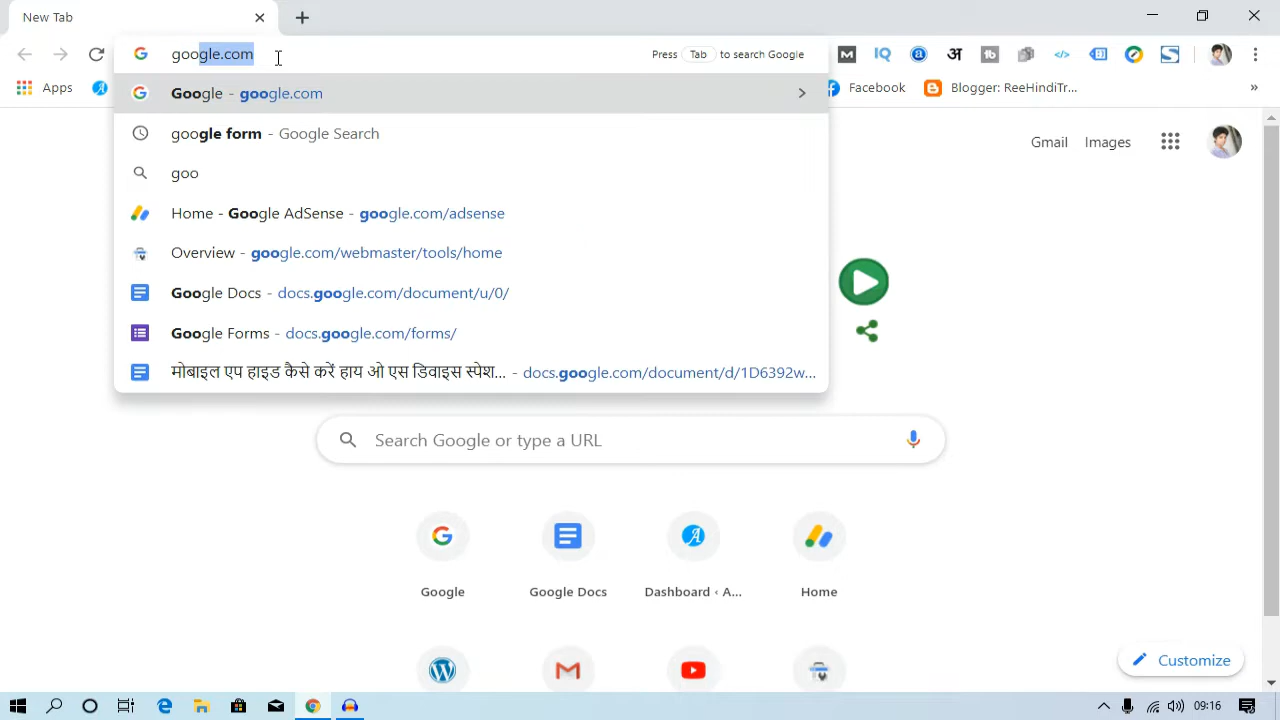 New Tab
google.com
Press Tab to search Google
Apps
Facebook
Blogger: ReeHindiTr...
»
Google - google.com
google form - Google Search
goo
Home - Google AdSense - google.com/adsense
Overview - google.com/webmaster/tools/home
Google Docs - docs.google.com/document/u/0/
Google Forms - docs.google.com/forms/
मोबाइल एप हाइड कैसे करें हाय ओ एस डिवाइस स्पेश... - docs.google.com/document/d/1D6392w...
Gmail
Images
Search Google or type a URL
Google
Google Docs
Dashboard ‹ A...
Home
Customize
09:16